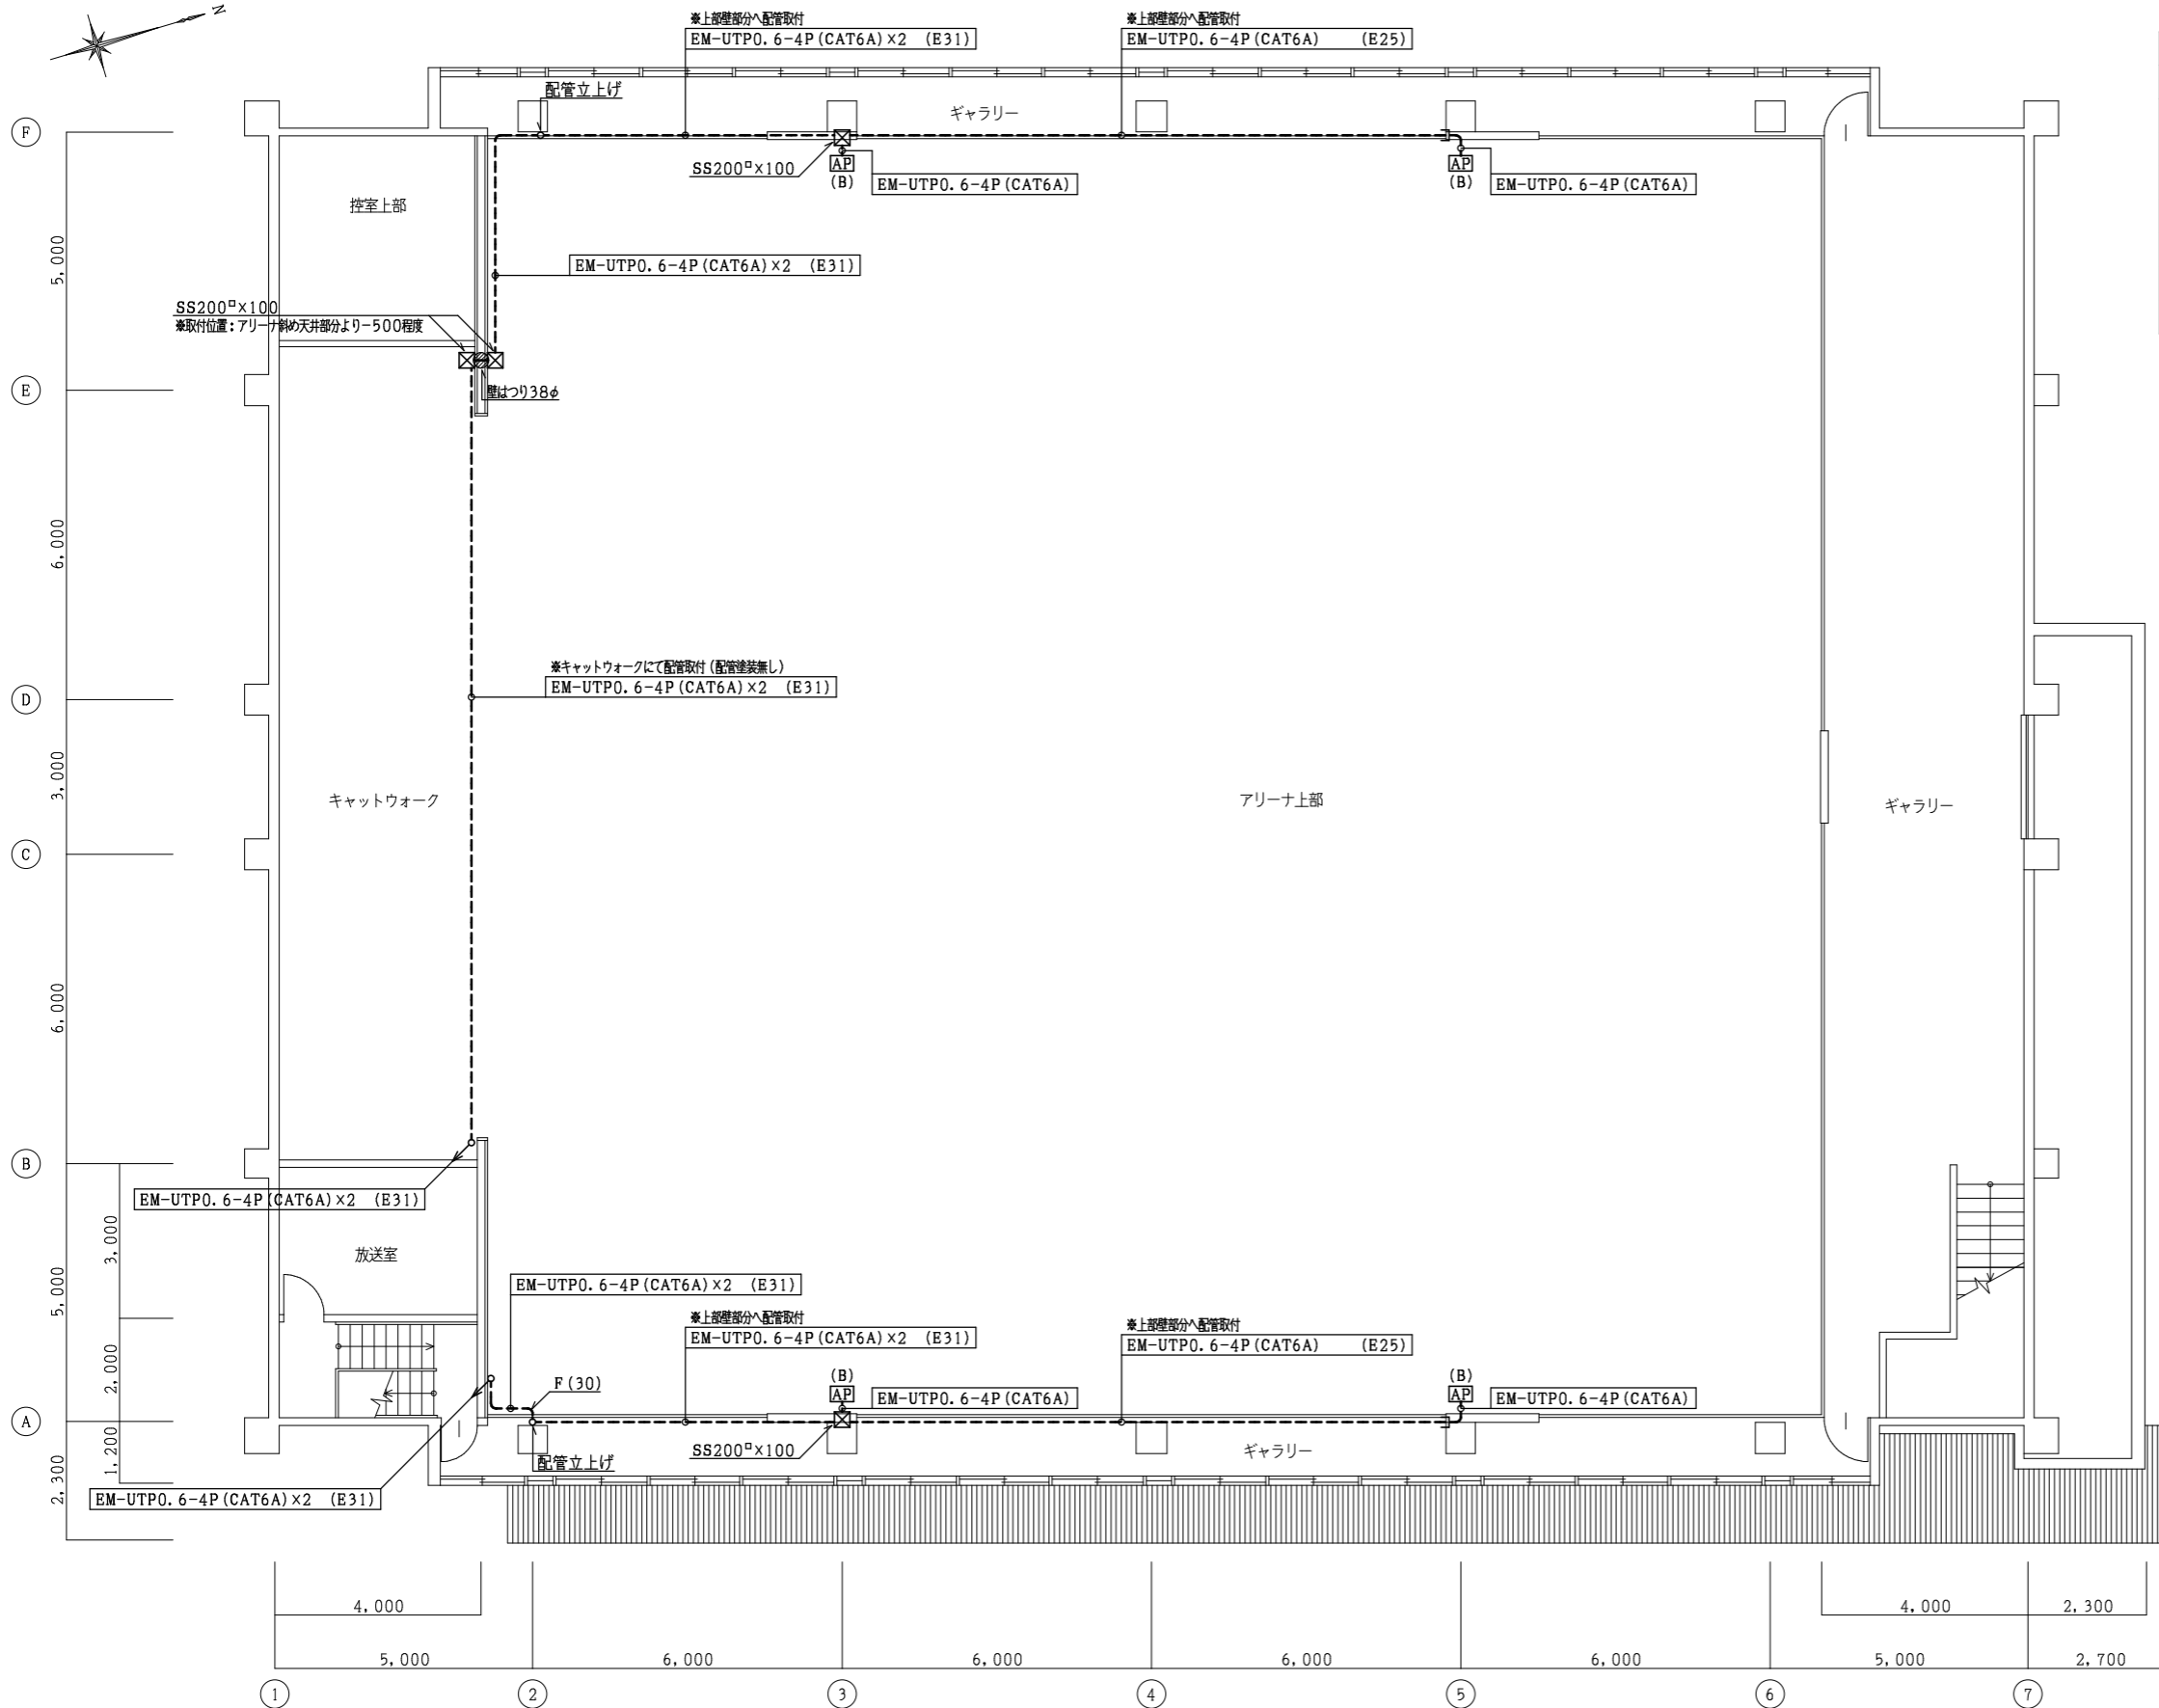 N
※上部壁部分へ配管取付
EM-UTP0.6-4P(CAT6A)×2 (E31)
※上部壁部分へ配管取付
EM-UTP0.6-4P(CAT6A) (E25)
配管立上げ
ギャラリー
F
SS200□×100
AP
(B)
EM-UTP0.6-4P(CAT6A)
AP
(B)
EM-UTP0.6-4P(CAT6A)
控室上部
5,000
EM-UTP0.6-4P(CAT6A)×2 (E31)
SS200□×100
※取付位置：アリーナ斜め天井部分より-500程度
壁はつり38φ
E
6,000
※キャットウォークにて配管取付(配管塗装無し)
EM-UTP0.6-4P(CAT6A)×2 (E31)
D
3,000
キャットウォーク
アリーナ上部
ギャラリー
C
6,000
B
EM-UTP0.6-4P(CAT6A)×2 (E31)
3,000
放送室
5,000
EM-UTP0.6-4P(CAT6A)×2 (E31)
※上部壁部分へ配管取付
EM-UTP0.6-4P(CAT6A)×2 (E31)
※上部壁部分へ配管取付
EM-UTP0.6-4P(CAT6A) (E25)
2,000
F(30)
(B)
AP
EM-UTP0.6-4P(CAT6A)
(B)
AP
EM-UTP0.6-4P(CAT6A)
A
1,200
配管立上げ
SS200□×100
ギャラリー
2,300
EM-UTP0.6-4P(CAT6A)×2 (E31)
4,000
4,000
2,300
5,000
6,000
6,000
6,000
6,000
5,000
2,700
1
2
3
4
5
6
7